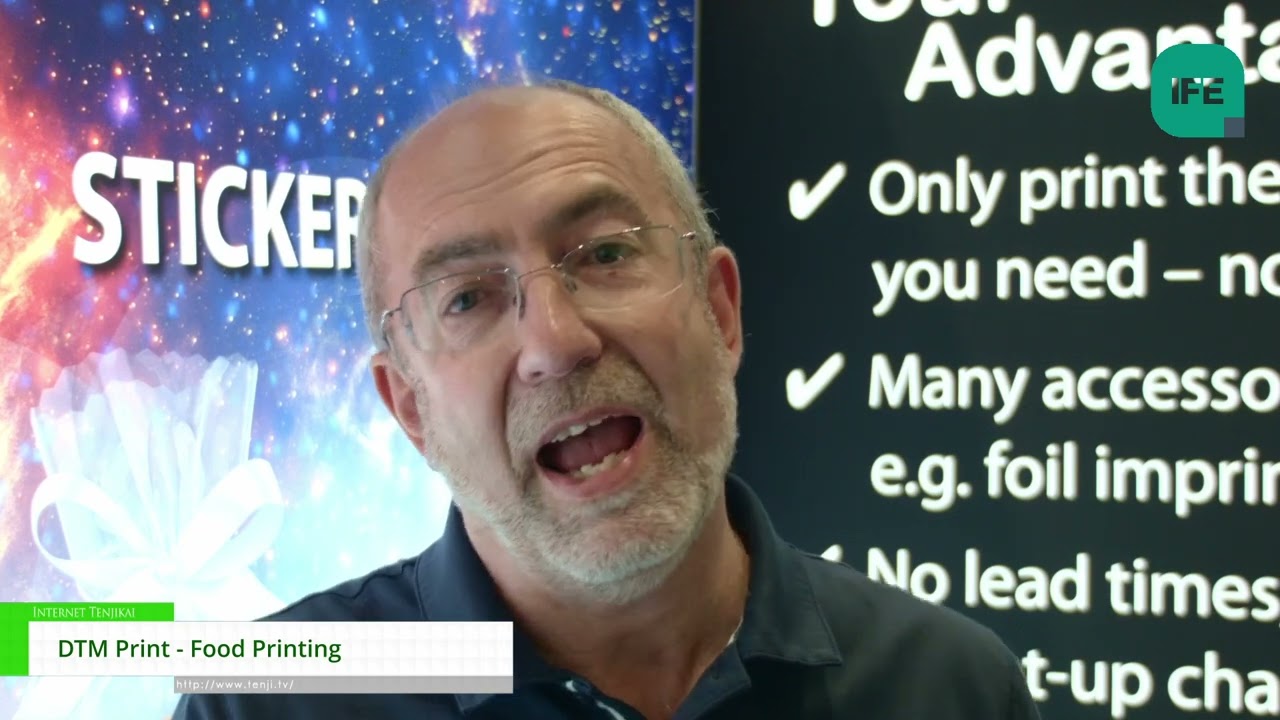 Your
Advanta
IFE
STICKER
✓ Only print the
you need – no
✓ Many accesso
e.g. foil imprin
✓ No lead times,
t-up cha
INTERNET TENJIKAI
DTM Print - Food Printing
http://www.tenji.tv/